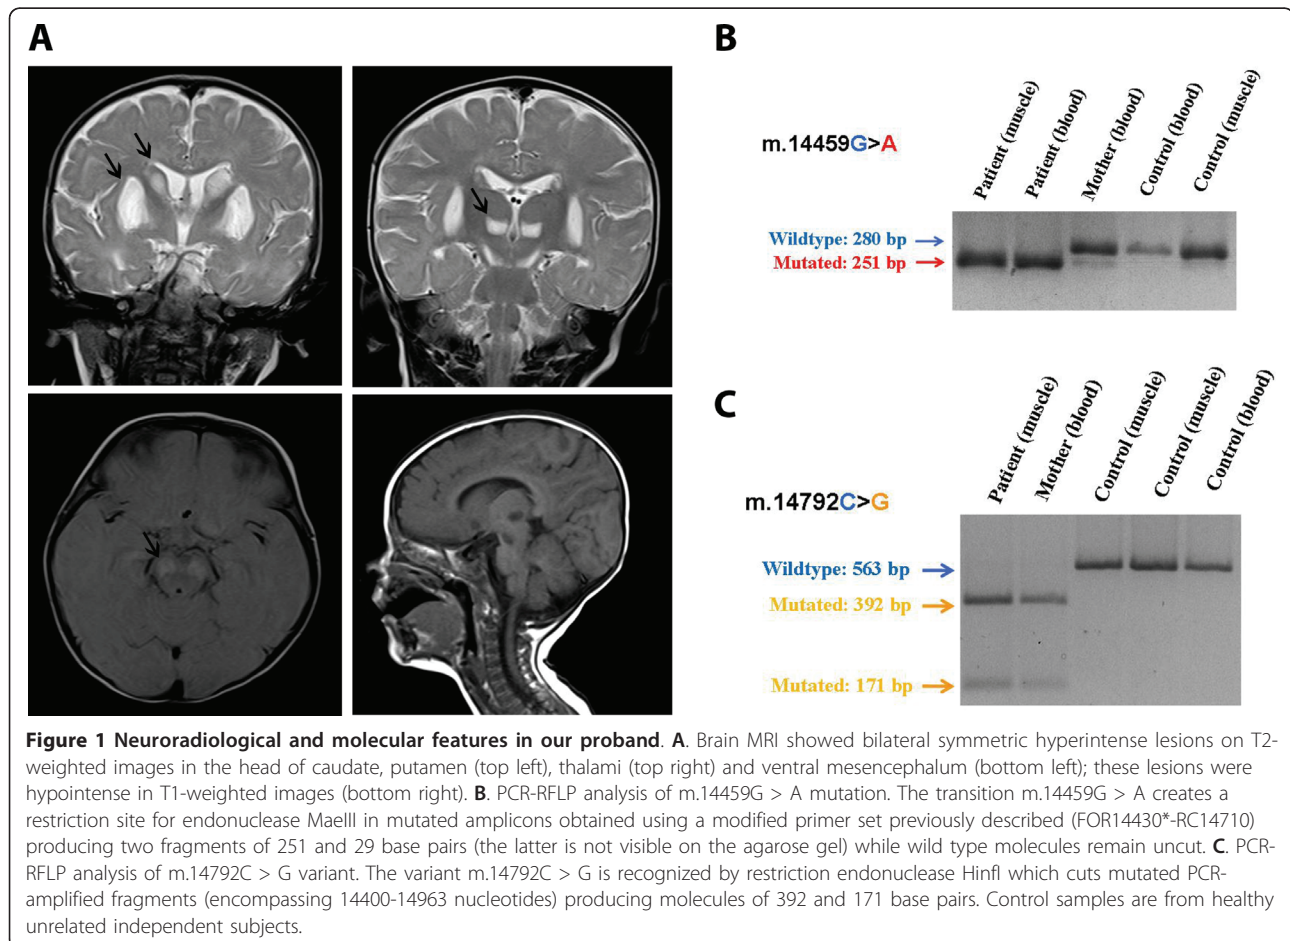 A
B
m.14459G>A
Patient (muscle)
Patient (blood)
Mother (blood)
Control (blood)
Control (muscle)
Wildtype: 280 bp
Mutated: 251 bp
C
m.14792C>G
Patient (muscle)
Mother (blood)
Control (muscle)
Control (muscle)
Control (blood)
Wildtype: 563 bp
Mutated: 392 bp
Mutated: 171 bp
Figure 1 Neuroradiological and molecular features in our proband. A. Brain MRI showed bilateral symmetric hyperintense lesions on T2-
weighted images in the head of caudate, putamen (top left), thalami (top right) and ventral mesencephalum (bottom left); these lesions were
hypointense in T1-weighted images (bottom right). B. PCR-RFLP analysis of m.14459G > A mutation. The transition m.14459G > A creates a
restriction site for endonuclease MaeIII in mutated amplicons obtained using a modified primer set previously described (FOR14430*-RC14710)
producing two fragments of 251 and 29 base pairs (the latter is not visible on the agarose gel) while wild type molecules remain uncut. C. PCR-
RFLP analysis of m.14792C > G variant. The variant m.14792C > G is recognized by restriction endonuclease HinfI which cuts mutated PCR-
amplified fragments (encompassing 14400-14963 nucleotides) producing molecules of 392 and 171 base pairs. Control samples are from healthy
unrelated independent subjects.